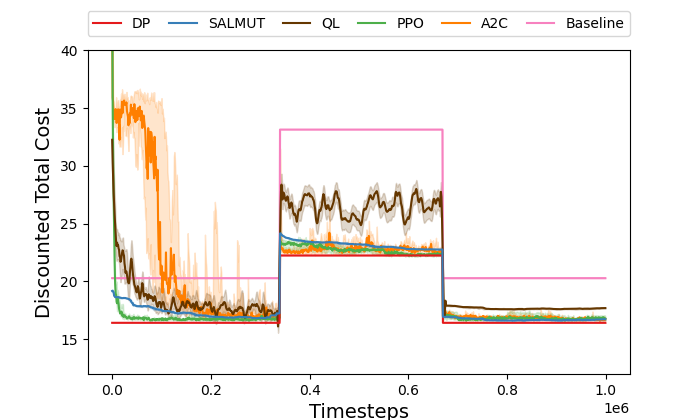 DP SALMUT QL PPO A2C Baseline
40
35
30
25
20
15
Discounted Total Cost
0.0 0.2 0.4 0.6 0.8 1.0
1e6
Timesteps